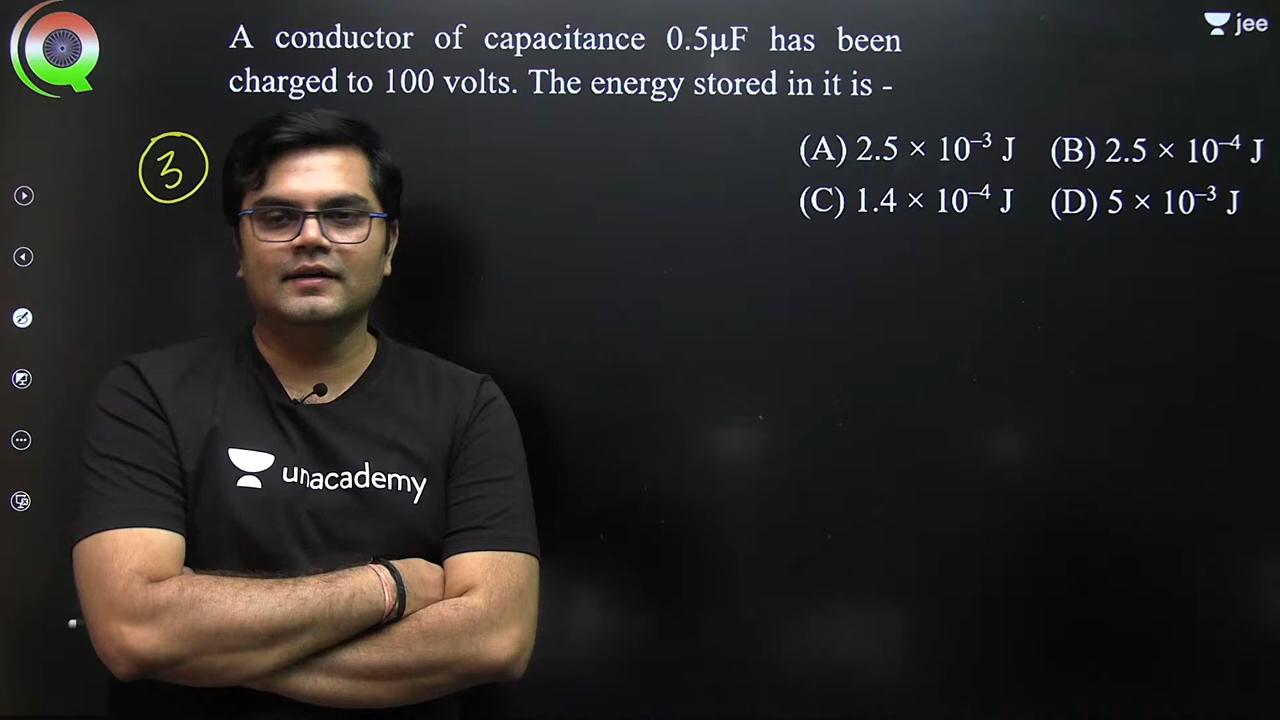 A conductor of capacitance 0.5μF has been
charged to 100 volts. The energy stored in it is -
jee
3
(A) 2.5 × 10⁻³ J (B) 2.5 × 10⁻⁴ J
(C) 1.4 × 10⁻⁴ J (D) 5 × 10⁻³ J
unacademy